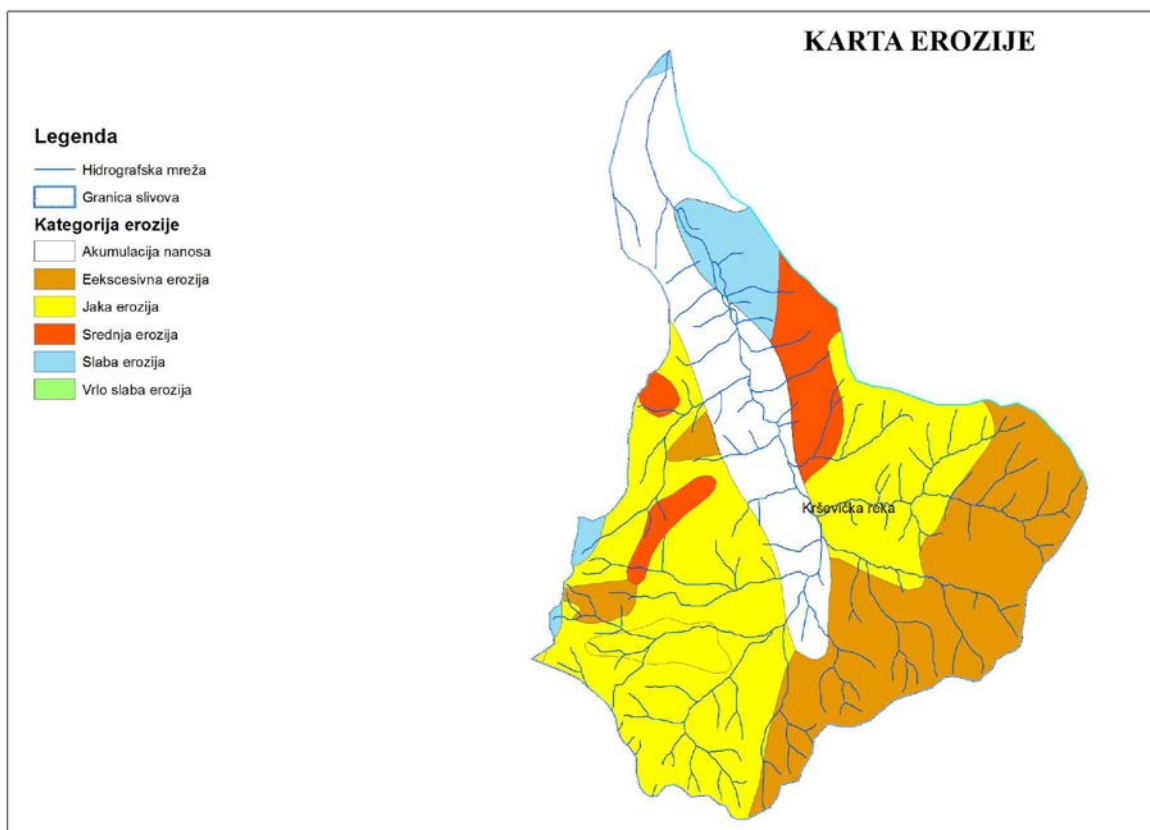 KARTA EROZIJE
Legenda
Hidrografska mreža
Granica slivova
Kategorija erozije
Akumulacija nanosa
Eekscesivna erozija
Jaka erozija
Srednja erozija
Slaba erozija
Vrlo slaba erozija
Krševička reka